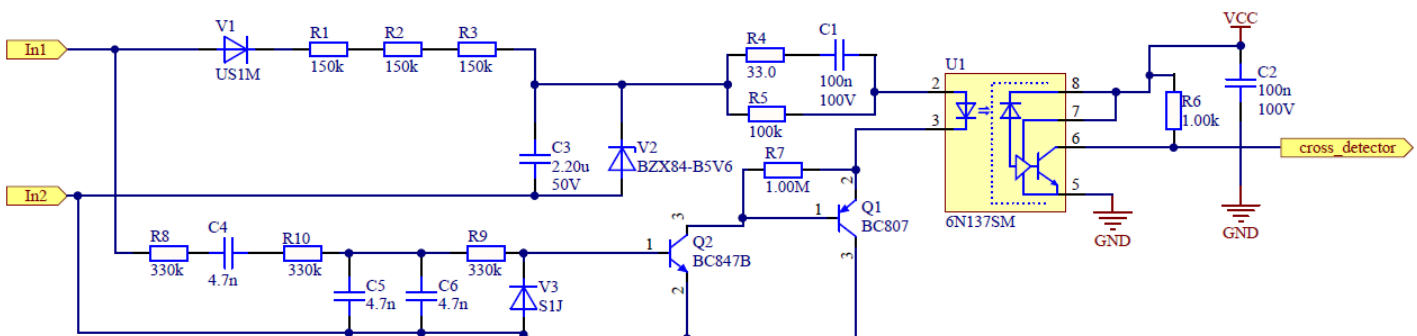 In1
V1
US1M
R1
150k
R2
150k
R3
150k
C3
2.20u
50V
V2
BZX84-B5V6
R4
33.0
C1
100n
100V
R5
100k
R7
1.00M
U1
2
3
8
7
6
5
6N137SM
VCC
C2
100n
100V
R6
1.00k
cross_detector
GND
GND
In2
R8
330k
C4
4.7n
R10
330k
C5
4.7n
C6
4.7n
R9
330k
V3
S1J
1
3
2
Q2
BC847B
1
2
3
Q1
BC807